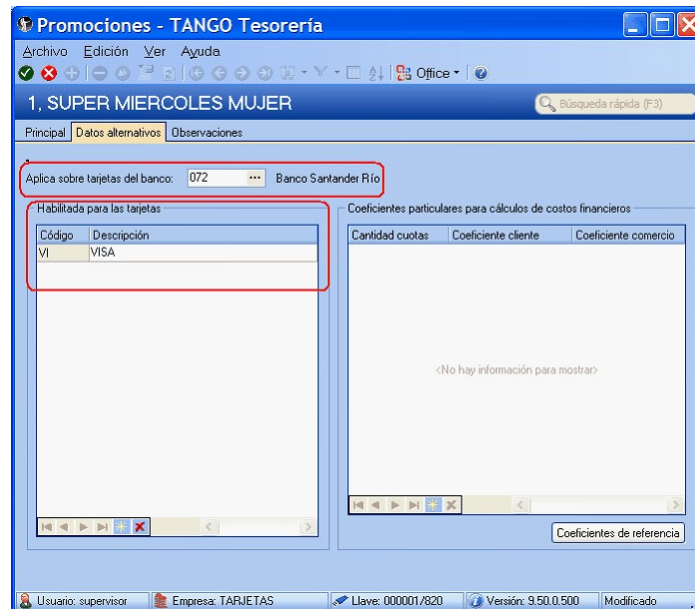 Promociones - TANGO Tesorería
Archivo Edición Ver Ayuda
Office
1, SUPER MIERCOLES MUJER
Búsqueda rápida (F3)
Principal Datos alternativos Observaciones
Aplica sobre tarjetas del banco: 072 ... Banco Santander Río
Habilitada para las tarjetas
Código Descripción
VI VISA
Coeficientes particulares para cálculos de costos financieros
Cantidad cuotas Coeficiente cliente Coeficiente comercio
<No hay información para mostrar>
Coeficientes de referencia
Usuario: supervisor Empresa: TARJETAS Llave: 000001/820 Versión: 9.50.0.500 Modificado